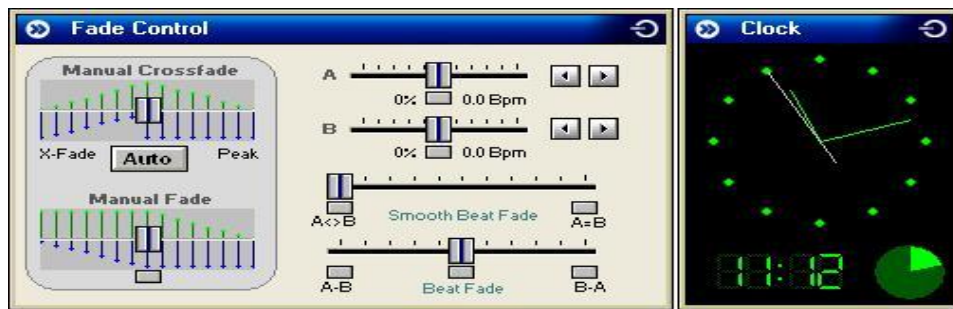 Fade Control
Manual Crossfade
X-Fade
Auto
Peak
Manual Fade
A
0%
0.0 Bpm
B
0%
0.0 Bpm
A<>B
Smooth Beat Fade
A=B
A-B
Beat Fade
B-A
Clock
11:12